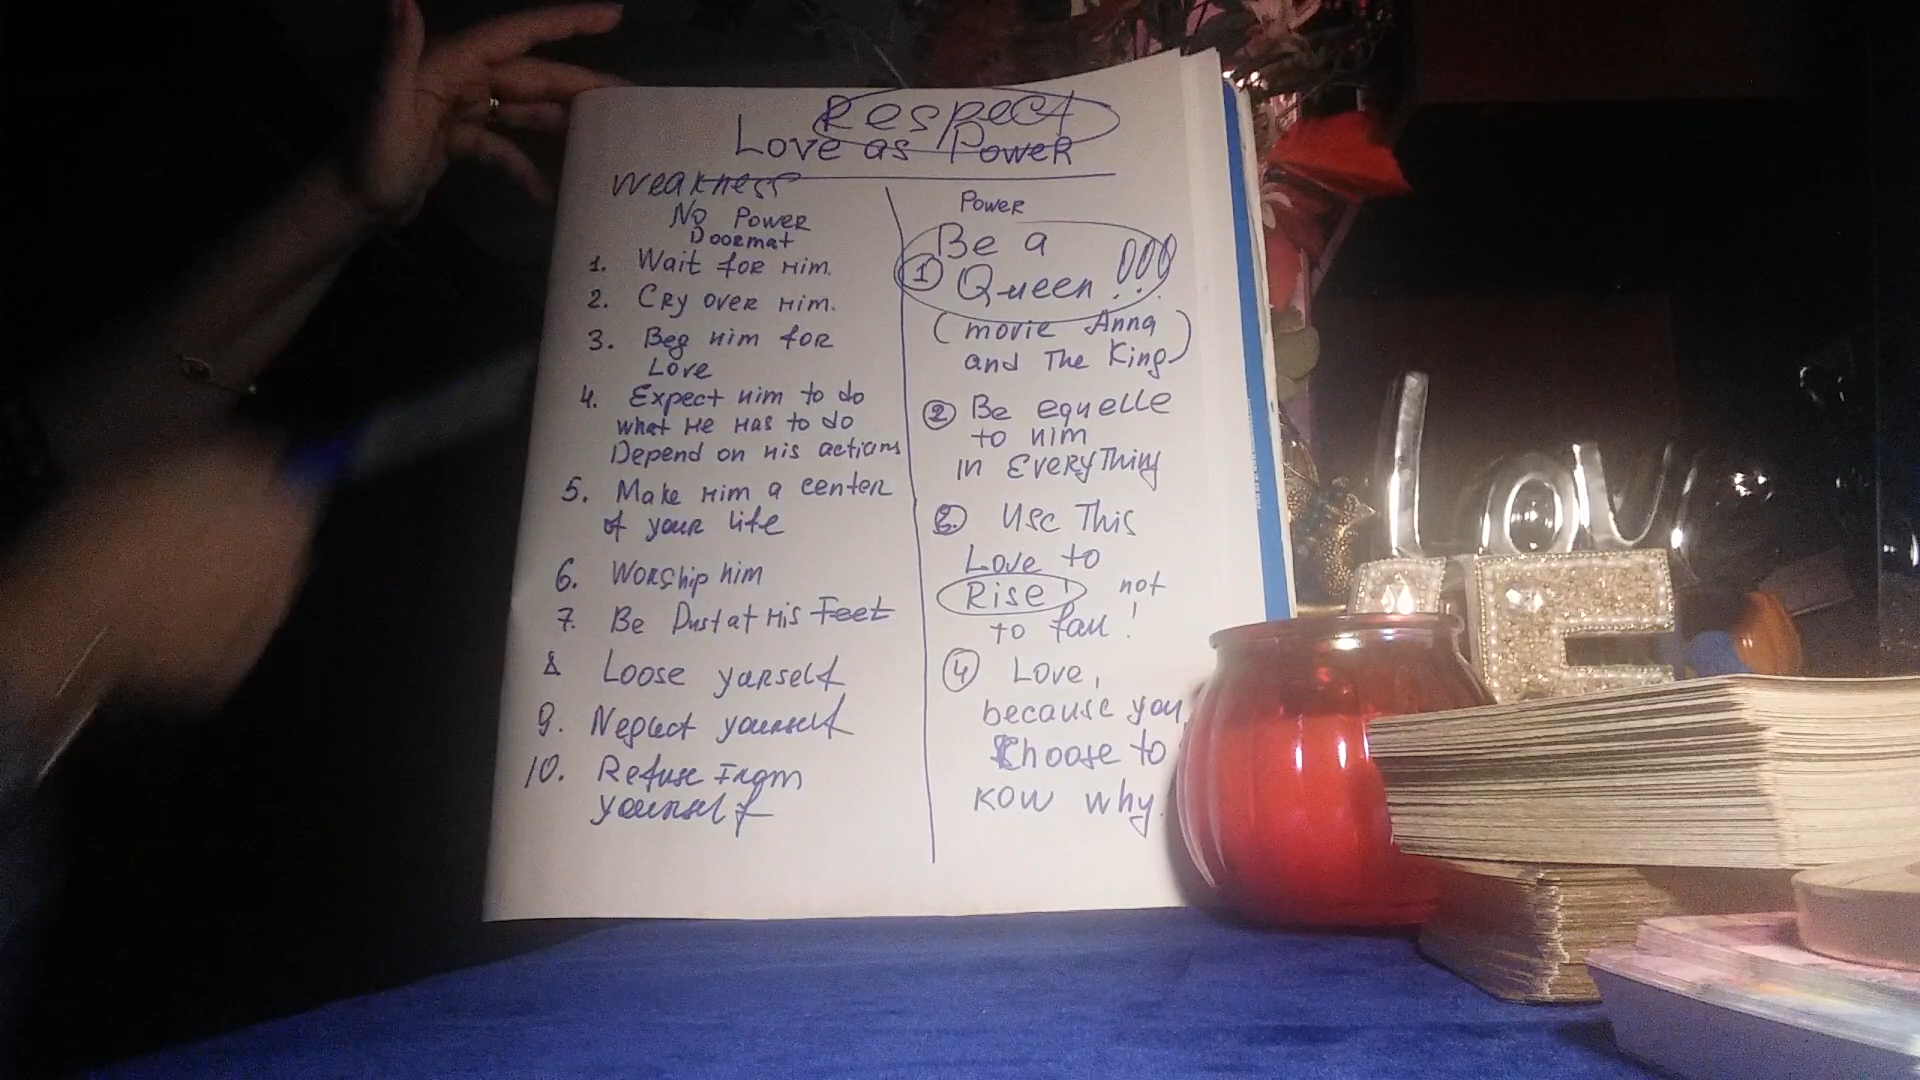 Respect
Love as Power
Weakness
No Power
Doormat
1. Wait for Him.
2. Cry over Him.
3. Beg him for
Love
4. Expect him to do
what He Has to do
Depend on his actions
5. Make Him a center
of your life
6. Worship him
7. Be Dust at His Feet
8 Loose yourself
9. Neglect yourself
10. Refuse From
yourself
Power
Be a
1 Queen!!!
(movie Anna
and The King)
2 Be equelle
to him
in EveryThing
3. Use This
Love to
Rise! not
to fall!
4 Love,
because you
Choose to
kow why.
LOV
E